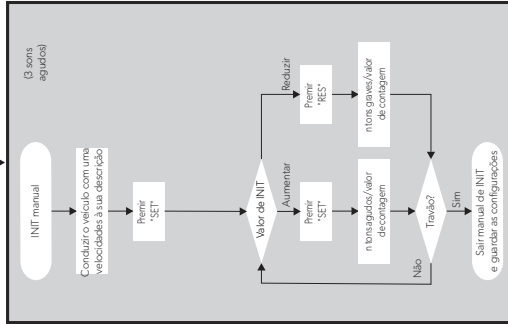 INIT manual
(3 sons
agudos)
Conduzir o veículo com uma
velocidades à sua descrição
Premir
"SET"
Valor de INIT
Aumentar
Reduzir
Premir
"SET"
Premir
"RES"
n tons agudos/valor
de contagem
n tons graves/valor
de contagem
Travão?
Não
Sim
Sair manual de INIT
e guardar as configurações